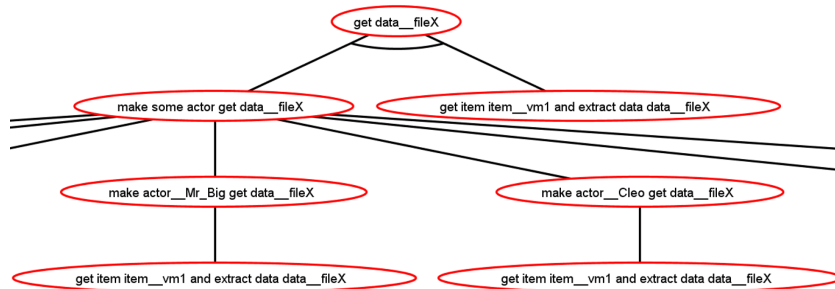 get data__fileX
make some actor get data__fileX
get item item__vm1 and extract data data__fileX
make actor__Mr_Big get data__fileX
make actor__Cleo get data__fileX
get item item__vm1 and extract data data__fileX
get item item__vm1 and extract data data__fileX